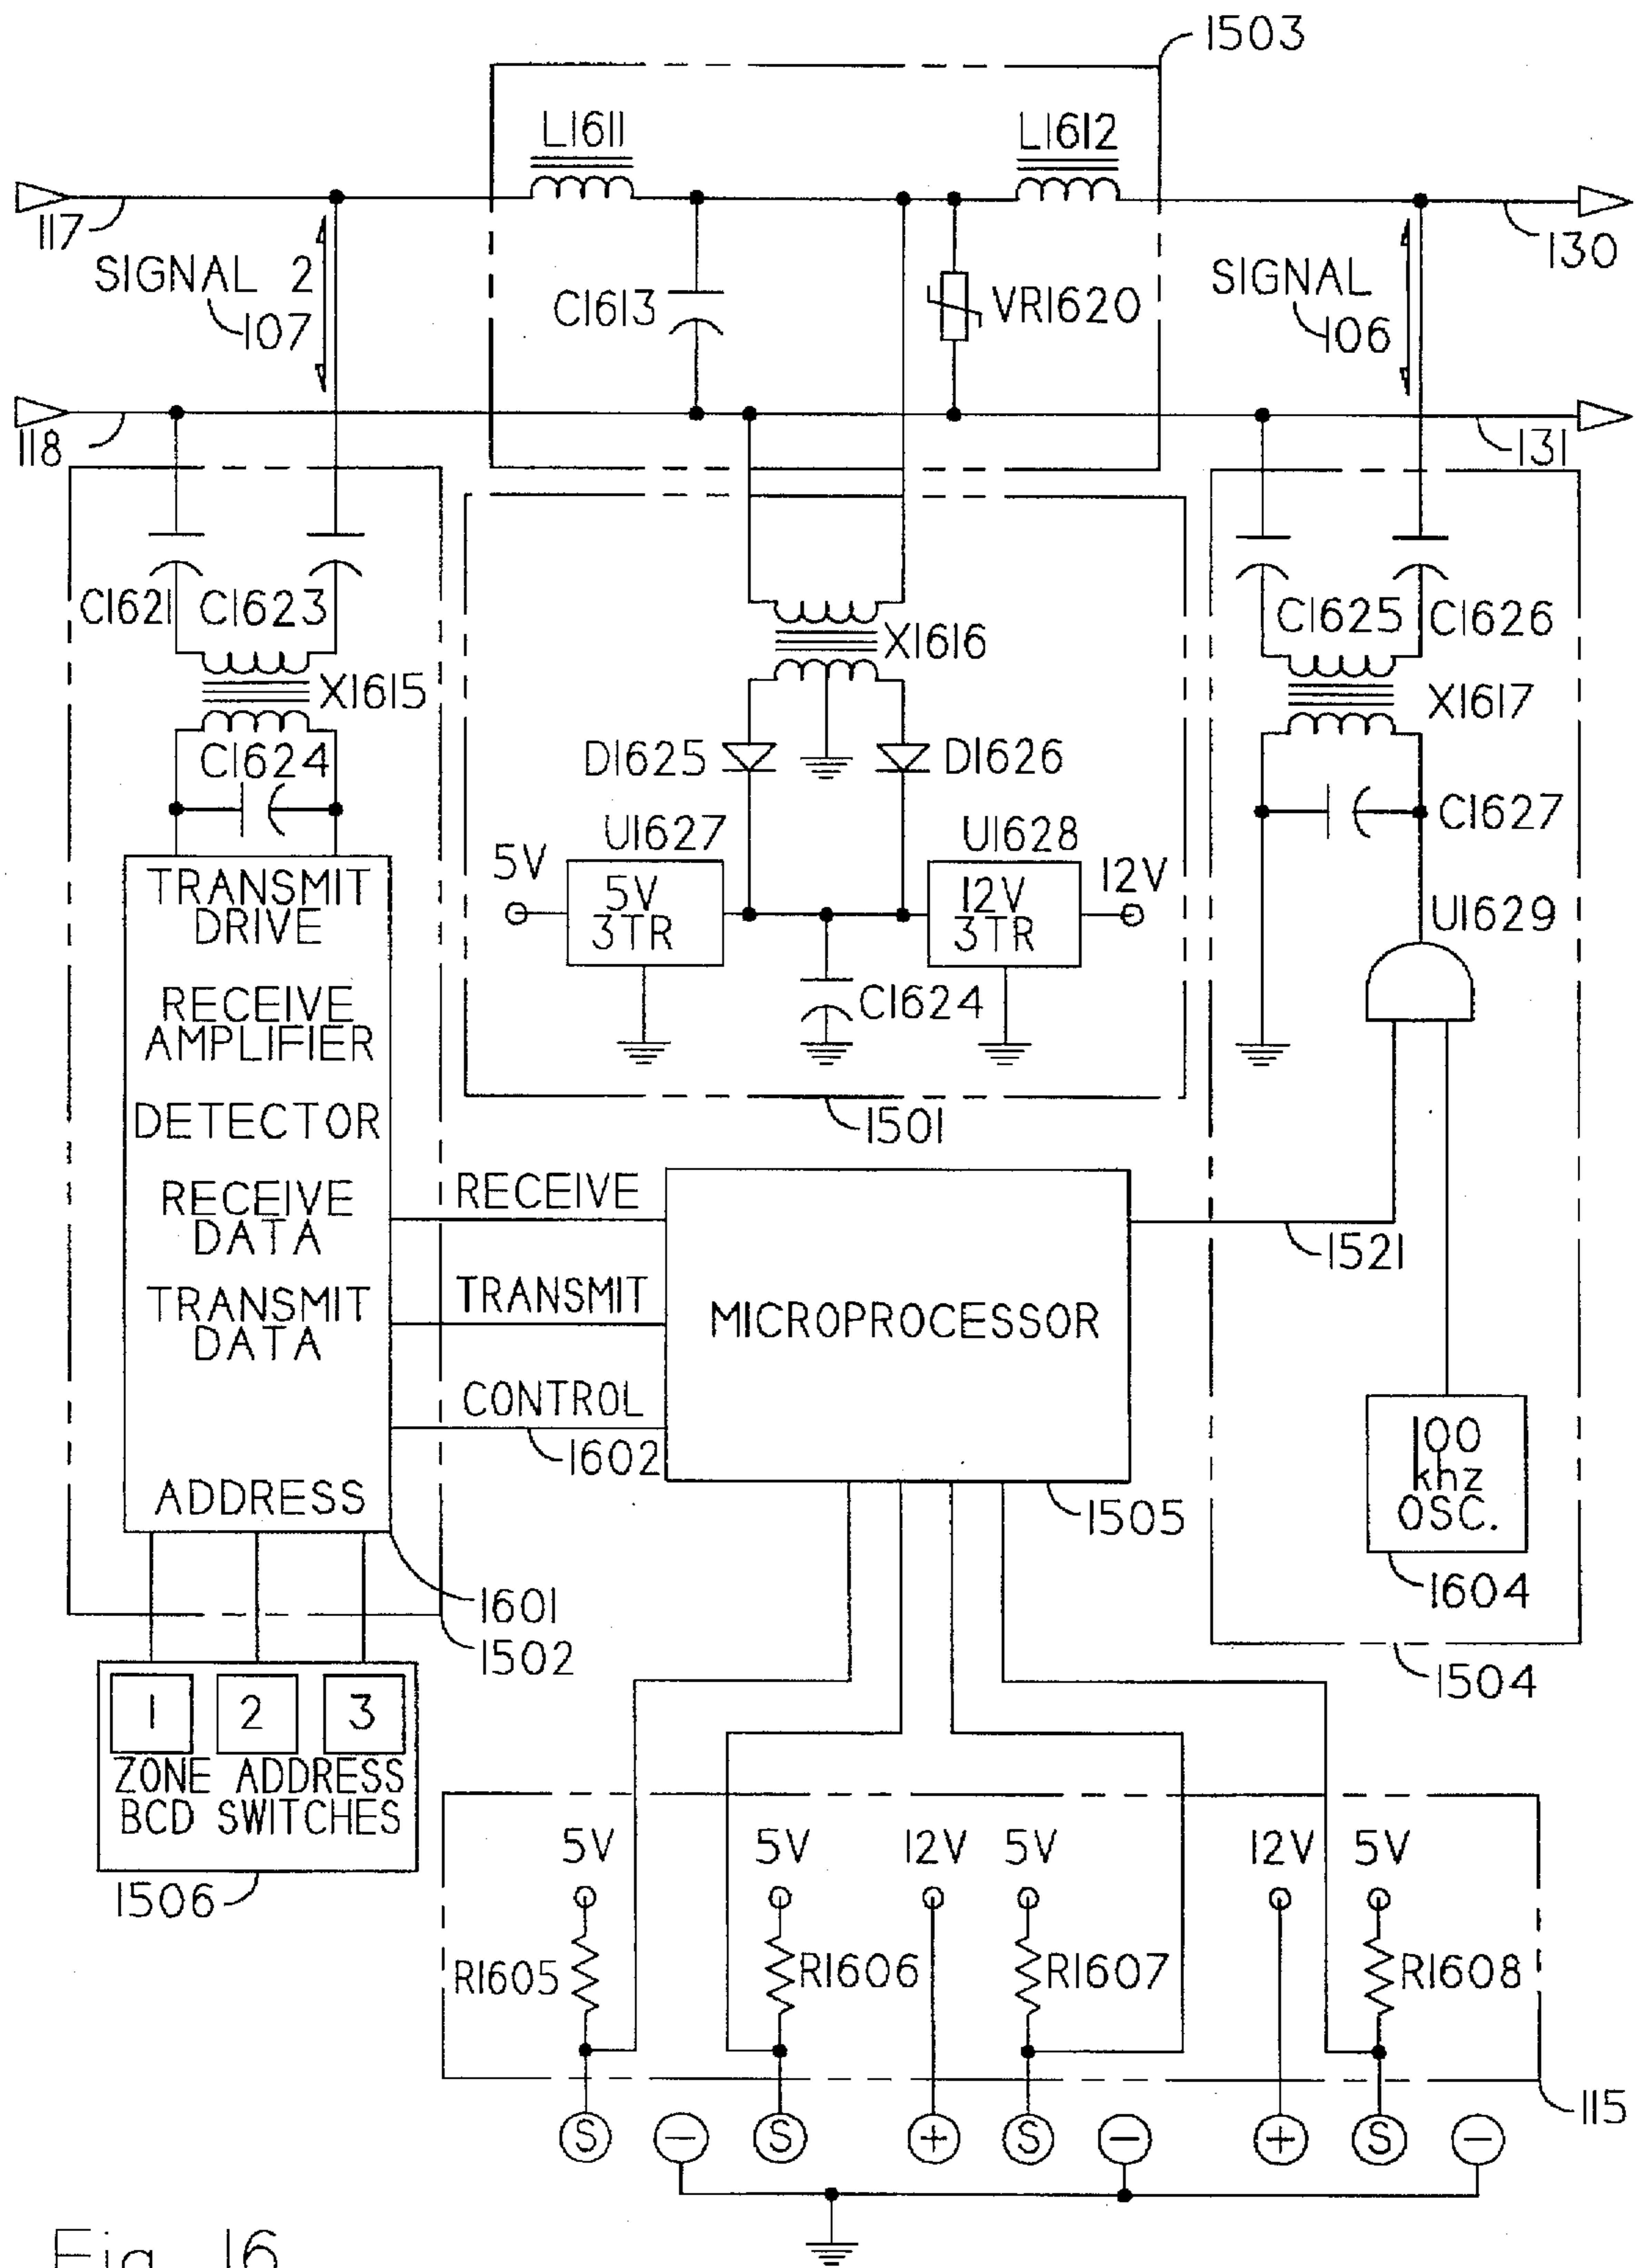 1503
L1611
L1612
117
130
SIGNAL 2
107
C1613
VR1620
SIGNAL
106
118
131
C1621
C1623
X1616
C1625
C1626
X1615
X1617
C1624
D1625
D1626
C1627
U1627
U1628
5V
5V
3TR
12V
3TR
12V
U1629
C1624
TRANSMIT
DRIVE
RECEIVE
AMPLIFIER
DETECTOR
RECEIVE
DATA
TRANSMIT
DATA
ADDRESS
1501
RECEIVE
TRANSMIT
CONTROL
1602
MICROPROCESSOR
1521
1505
100
khz
OSC.
1604
1601
1502
1504
1 2 3
ZONE ADDRESS
BCD SWITCHES
1506
5V 5V 12V 5V 12V 5V
R1605 R1606 R1607 R1608
115
S − S + S − + S −
Fig. 16